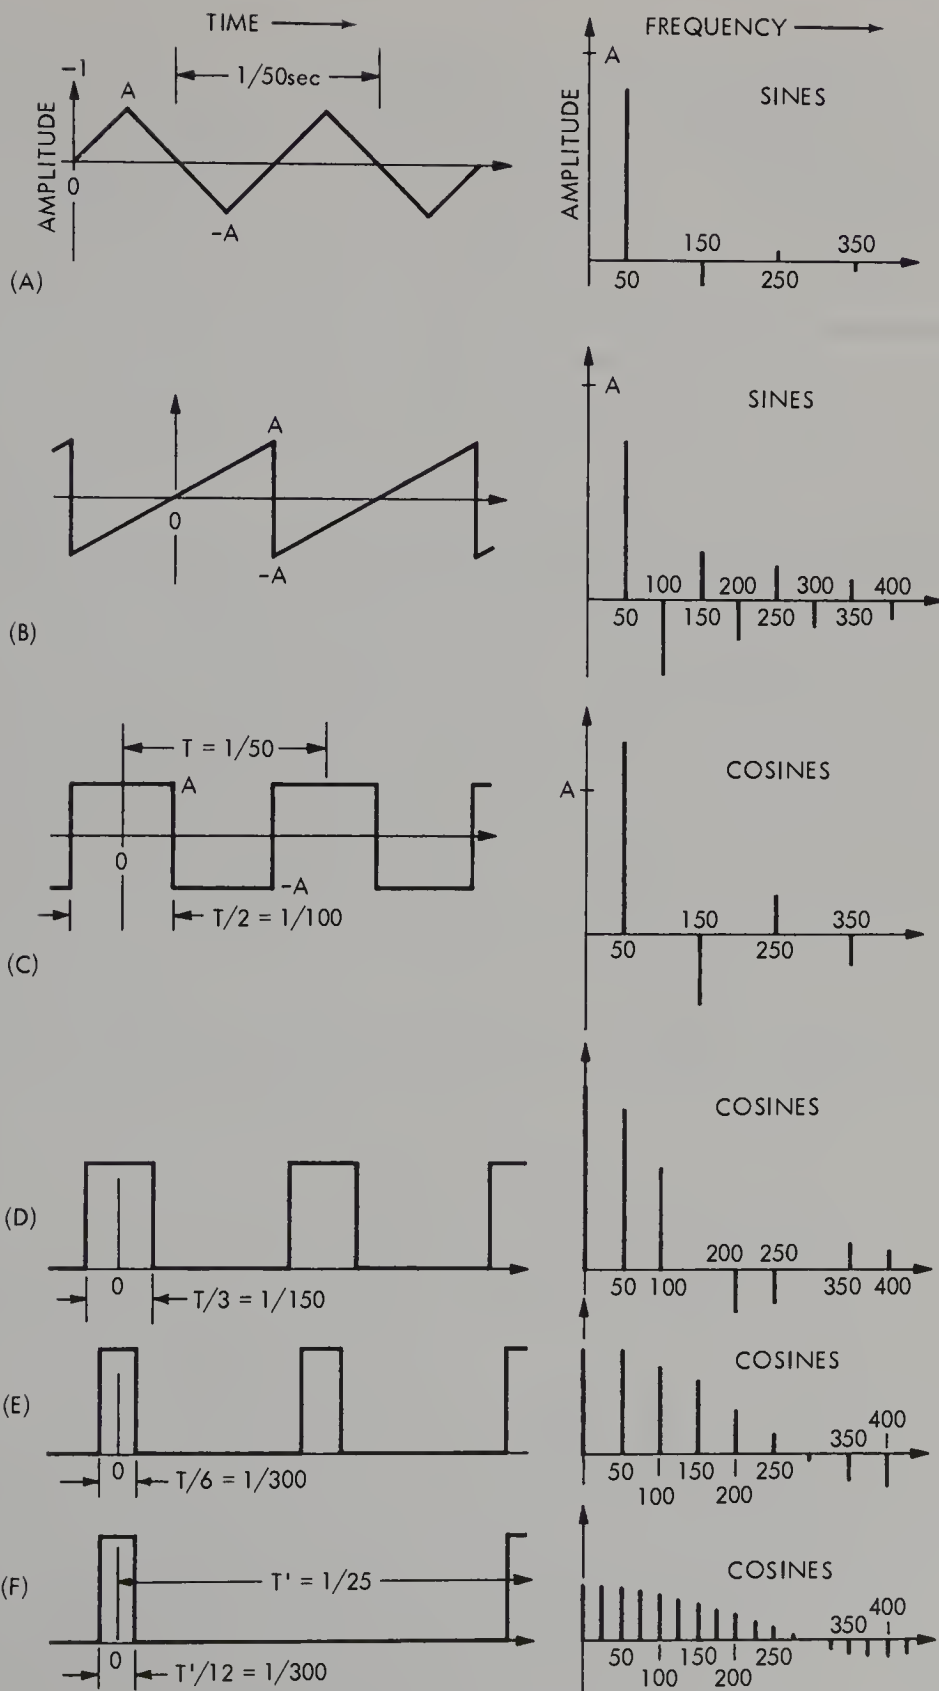 TIME
FREQUENCY
-1
AMPLITUDE
A
1/50sec
0
-A
AMPLITUDE
A
SINES
150
350
50
250
(A)
A
0
-A
A
SINES
100
200
300
400
50
150
250
350
(B)
T = 1/50
A
0
-A
T/2 = 1/100
COSINES
A
150
350
50
250
(C)
COSINES
(D)
0
T/3 = 1/150
200
250
50
100
350
400
(E)
0
T/6 = 1/300
COSINES
400
350
50
150
250
100
200
(F)
T' = 1/25
0
T'/12 = 1/300
COSINES
400
350
50
150
250
100
200